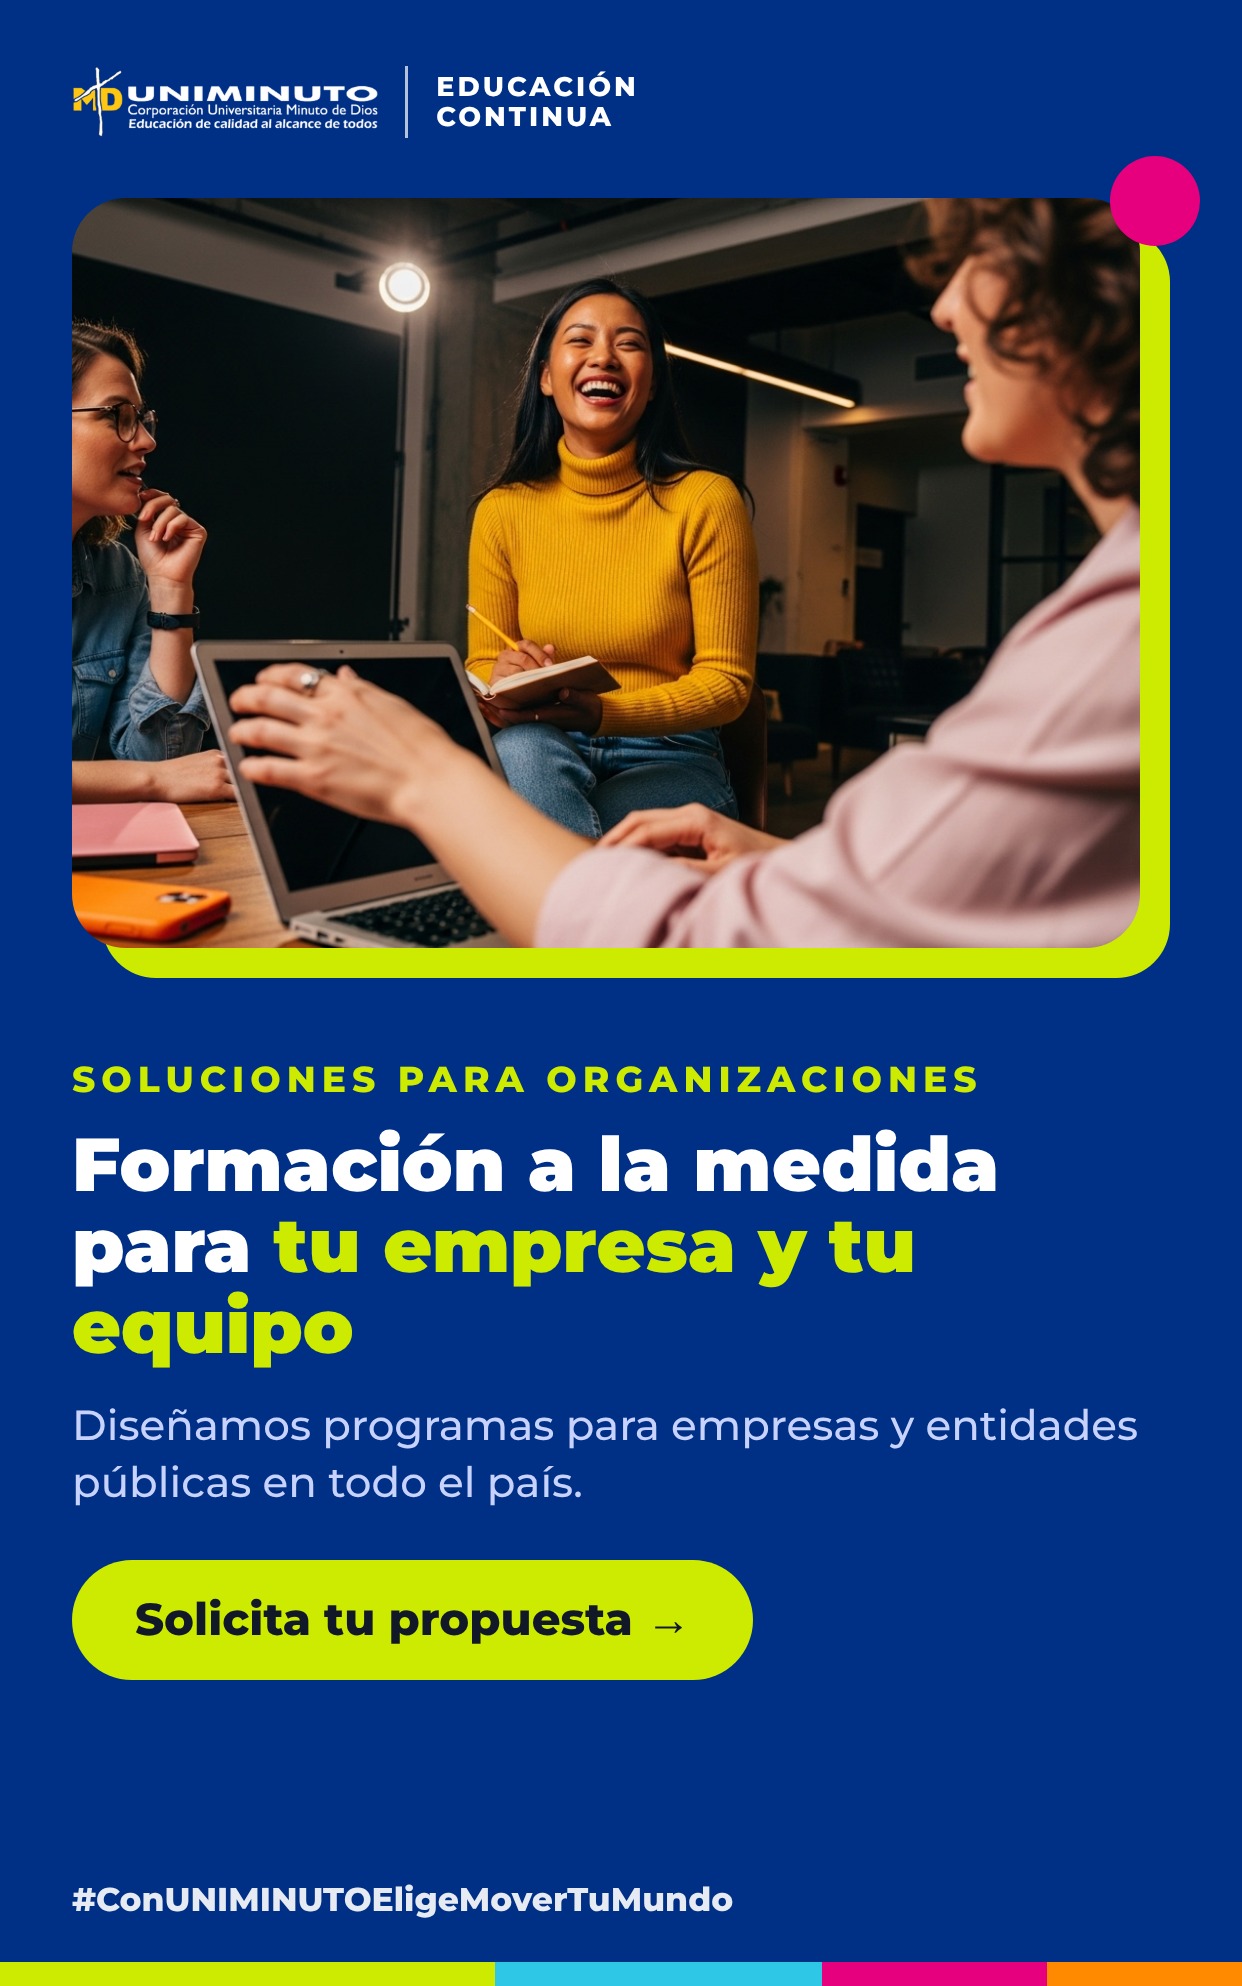 MD UNIMINUTO
Corporación Universitaria Minuto de Dios
Educación de calidad al alcance de todos
EDUCACIÓN
CONTINUA
SOLUCIONES PARA ORGANIZACIONES
Formación a la medida
para tu empresa y tu
equipo
Diseñamos programas para empresas y entidades
públicas en todo el país.
Solicita tu propuesta →
#ConUNIMINUTOEligeMoverTuMundo